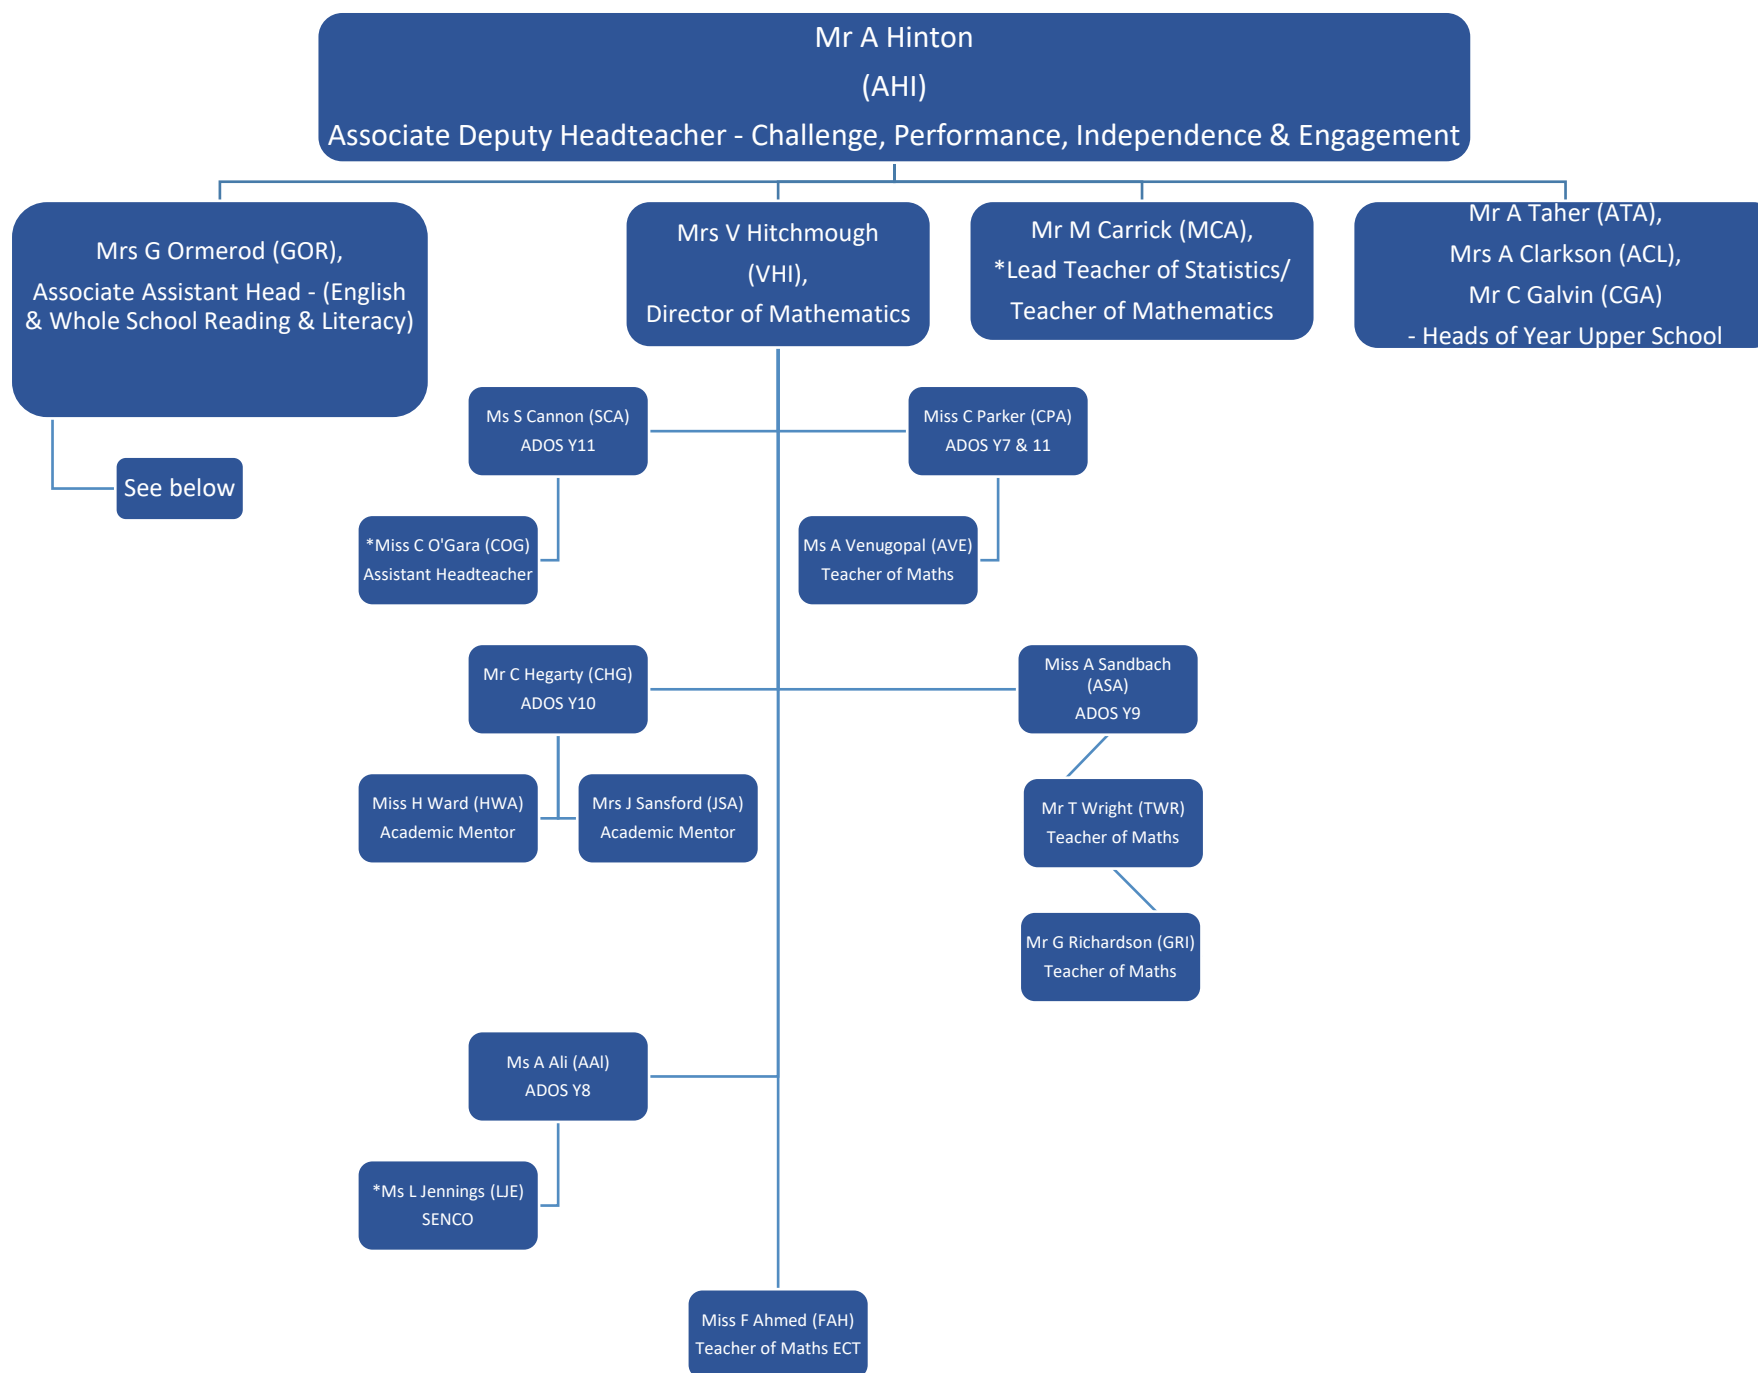 Mr A Hinton
(AHI)
Associate Deputy Headteacher - Challenge, Performance, Independence & Engagement
Mrs G Ormerod (GOR),
Associate Assistant Head - (English
& Whole School Reading & Literacy)
Mrs V Hitchmough
(VHI),
Director of Mathematics
Mr M Carrick (MCA),
*Lead Teacher of Statistics/
Teacher of Mathematics
Mr A Taher (ATA),
Mrs A Clarkson (ACL),
Mr C Galvin (CGA)
- Heads of Year Upper School
See below
Ms S Cannon (SCA)
ADOS Y11
Miss C Parker (CPA)
ADOS Y7 & 11
*Miss C O'Gara (COG)
Assistant Headteacher
Ms A Venugopal (AVE)
Teacher of Maths
Mr C Hegarty (CHG)
ADOS Y10
Miss A Sandbach
(ASA)
ADOS Y9
Miss H Ward (HWA)
Academic Mentor
Mrs J Sansford (JSA)
Academic Mentor
Mr T Wright (TWR)
Teacher of Maths
Mr G Richardson (GRI)
Teacher of Maths
Ms A Ali (AAl)
ADOS Y8
*Ms L Jennings (LJE)
SENCO
Miss F Ahmed (FAH)
Teacher of Maths ECT